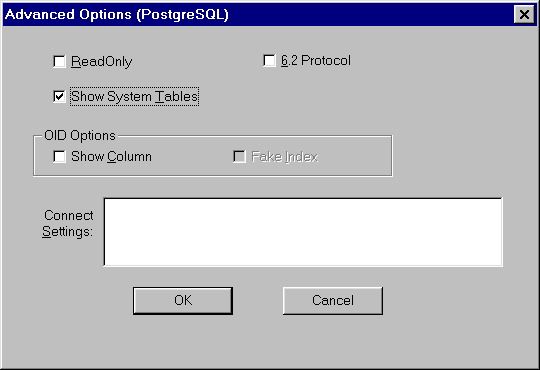 Advanced Options (PostgreSQL)
ReadOnly
6.2 Protocol
Show System Tables
OID Options
Show Column
Fake Index
Connect
Settings:
OK
Cancel